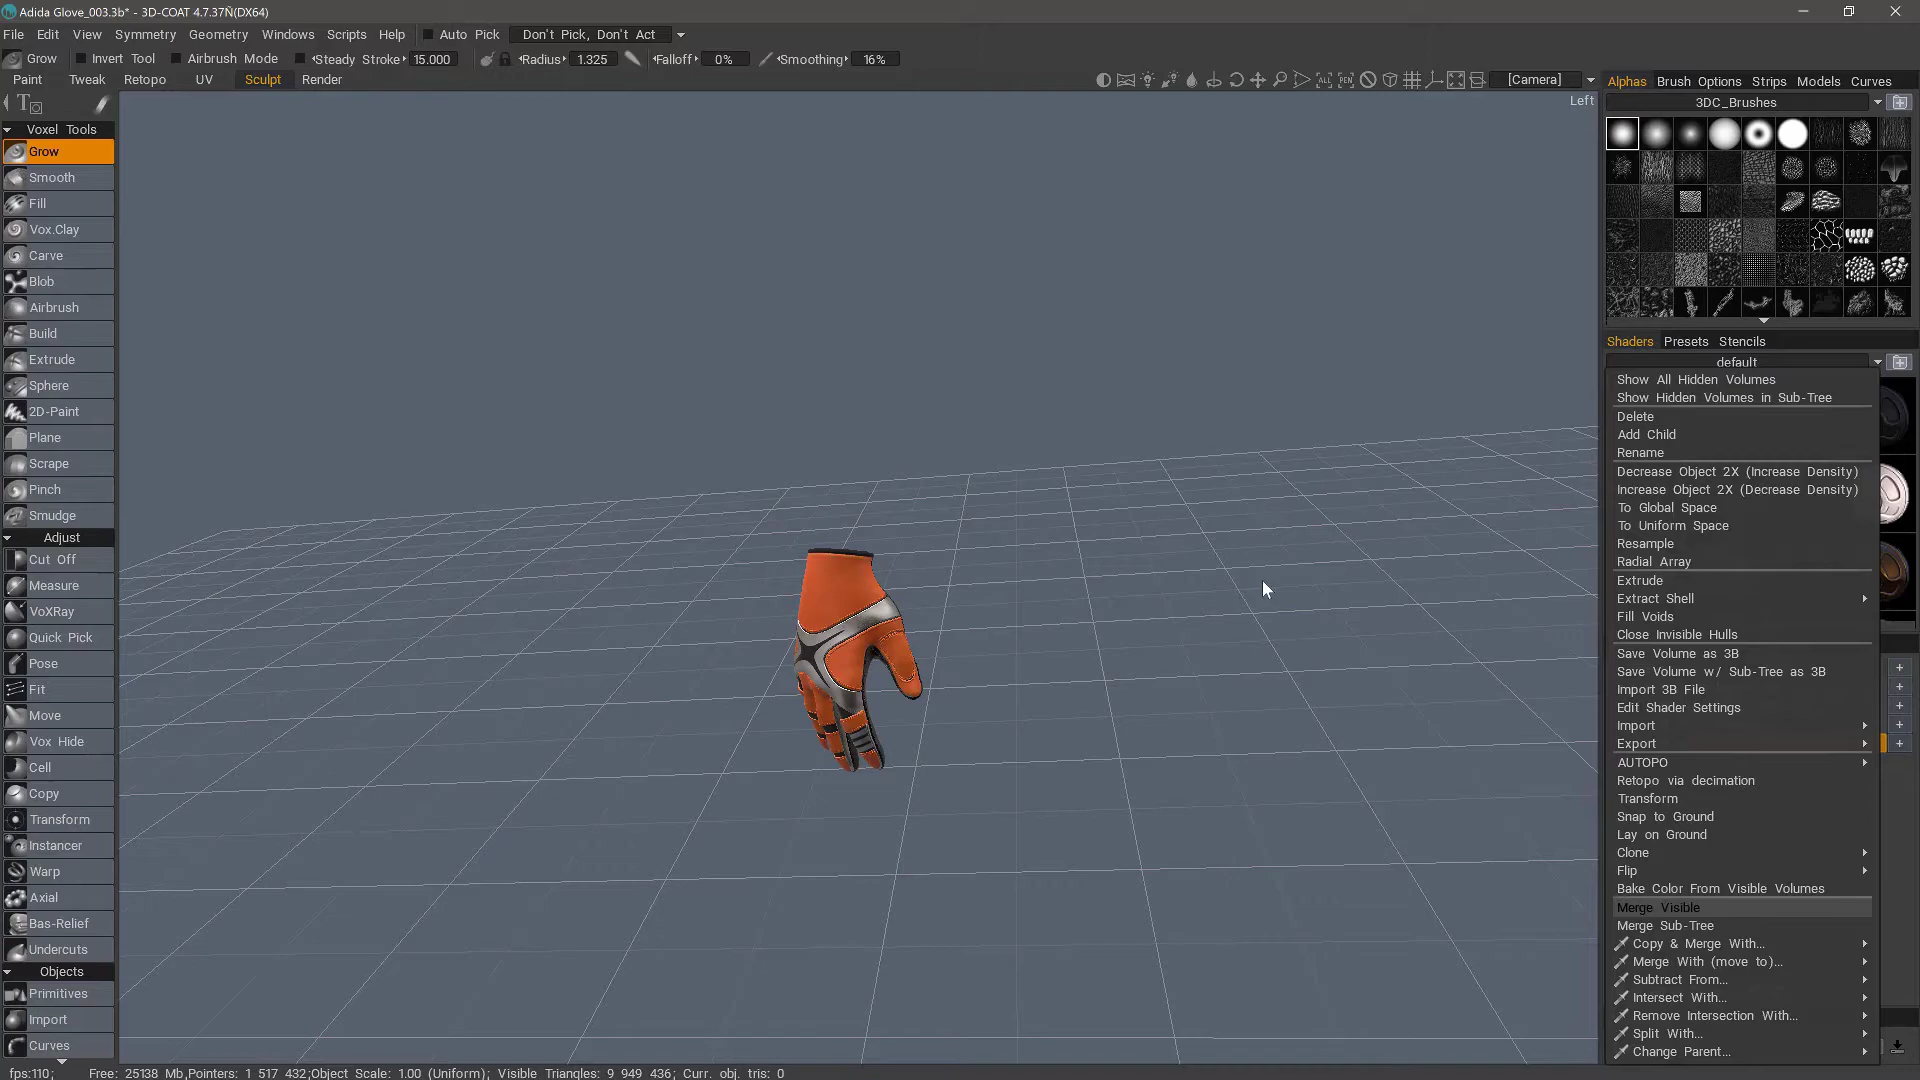 Adida Glove_003.3b* - 3D-COAT 4.7.37Ñ(DX64)
File Edit View Symmetry Geometry Windows Scripts Help Auto Pick Don't Pick, Don't Act
Grow Invert Tool Airbrush Mode Steady Stroke 15.000 Radius 1.325 Falloff 0% Smoothing 16%
Paint Tweak Retopo UV Sculpt Render ALL PEN [Camera]
Left
Voxel Tools
Grow
Smooth
Fill
Vox.Clay
Carve
Blob
Airbrush
Build
Extrude
Sphere
2D-Paint
Plane
Scrape
Pinch
Smudge
Adjust
Cut Off
Measure
VoXRay
Quick Pick
Pose
Fit
Move
Vox Hide
Cell
Copy
Transform
Instancer
Warp
Axial
Bas-Relief
Undercuts
Objects
Primitives
Import
Curves
Alphas Brush Options Strips Models Curves
3DC_Brushes
Shaders Presets Stencils
default
Show All Hidden Volumes
Show Hidden Volumes in Sub-Tree
Delete
Add Child
Rename
Decrease Object 2X (Increase Density)
Increase Object 2X (Decrease Density)
To Global Space
To Uniform Space
Resample
Radial Array
Extrude
Extract Shell
Fill Voids
Close Invisible Hulls
Save Volume as 3B
Save Volume w/ Sub-Tree as 3B
Import 3B File
Edit Shader Settings
Import
Export
AUTOPO
Retopo via decimation
Transform
Snap to Ground
Lay on Ground
Clone
Flip
Bake Color From Visible Volumes
Merge Visible
Merge Sub-Tree
Copy & Merge With...
Merge With (move to)...
Subtract From...
Intersect With...
Remove Intersection With...
Split With...
Change Parent...
fps:110; Free: 25138 Mb,Pointers: 1 517 432;Object Scale: 1.00 (Uniform); Visible Triangles: 9 949 436; Curr. obj. tris: 0